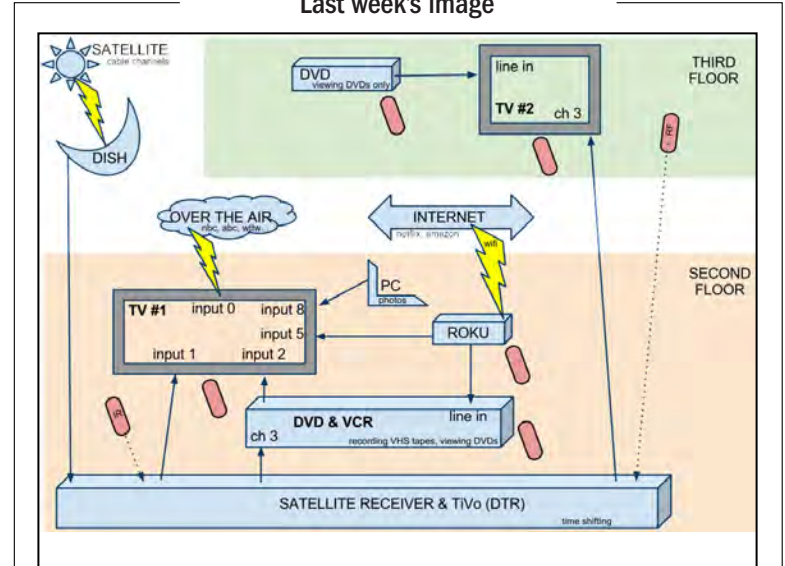 Last week's image
SATELLITE
cable channels
DISH
DVD
viewing DVDs only
line in
TV #2
ch 3
THIRD
FLOOR
RF
OVER THE AIR
nbc, abc, wttw
INTERNET
netflix, amazon
wifi
SECOND
FLOOR
PC
photos
TV #1
input 0
input 8
input 5
input 1
input 2
ROKU
IR
DVD & VCR
line in
ch 3
recording VHS tapes, viewing DVDs
SATELLITE RECEIVER & TiVo (DTR)
time shifting